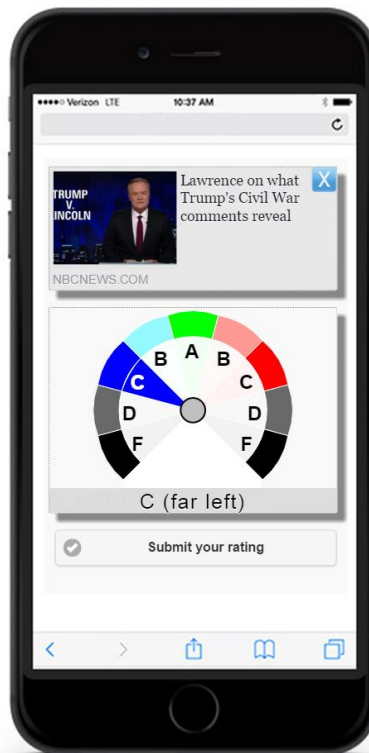 Verizon LTE 10:37 AM
TRUMP
V.
INCOLN
Lawrence on what
Trump's Civil War
comments reveal
X
NBCNEWS.COM
A
B B
C C
D D
F F
C (far left)
Submit your rating